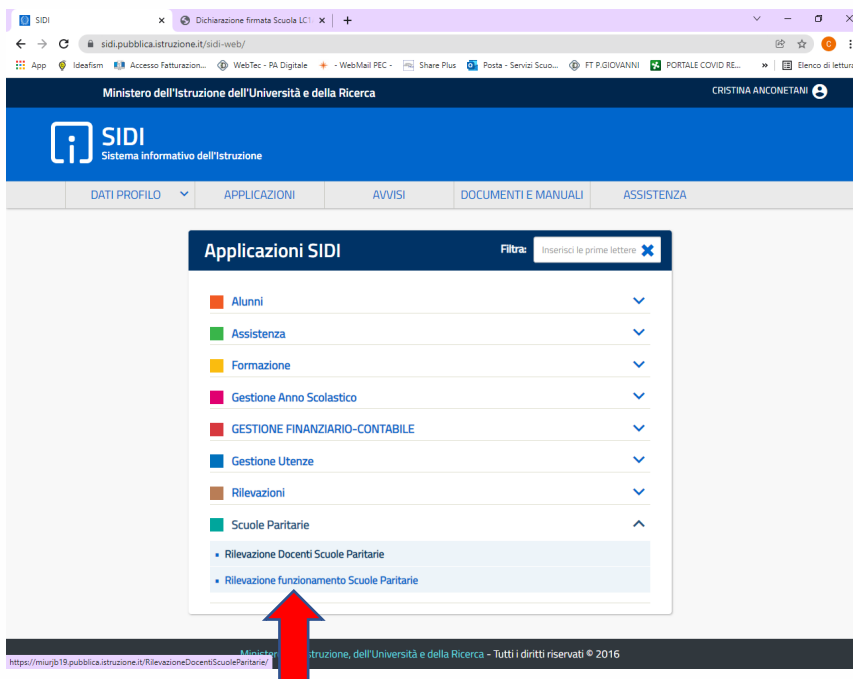 SIDI
Dichiarazione firmata Scuola LC1
sidi.pubblica.istruzione.it/sidi-web/
App
Ideafism
Accesso Fatturazion...
WebTec - PA Digitale
- WebMail PEC -
Share Plus
Posta - Servizi Scuo...
FT P.GIOVANNI
PORTALE COVID RE...
»
Elenco di lettura
Ministero dell'Istruzione dell'Università e della Ricerca
CRISTINA ANCONETANI
SIDI
Sistema informativo dell'Istruzione
DATI PROFILO
APPLICAZIONI
AVVISI
DOCUMENTI E MANUALI
ASSISTENZA
Applicazioni SIDI
Filtra:
Inserisci le prime lettere
Alunni
Assistenza
Formazione
Gestione Anno Scolastico
GESTIONE FINANZIARIO-CONTABILE
Gestione Utenze
Rilevazioni
Scuole Paritarie
Rilevazione Docenti Scuole Paritarie
Rilevazione funzionamento Scuole Paritarie
Minister struzione, dell'Università e della Ricerca - Tutti i diritti riservati © 2016
https://miurjb19.pubblica.istruzione.it/RilevazioneDocentiScuoleParitarie/